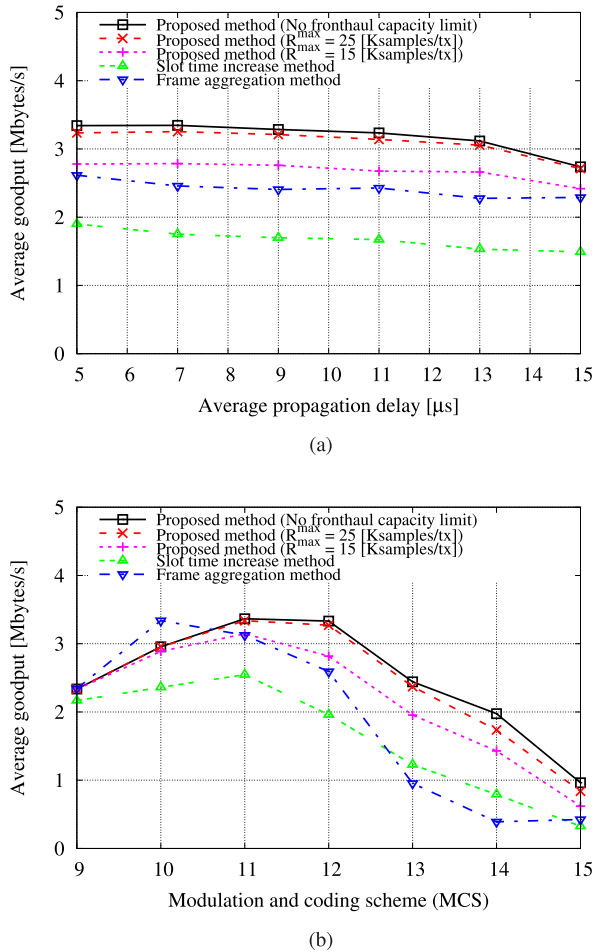 5
4
3
2
1
0
Average goodput [Mbytes/s]
Proposed method (No fronthaul capacity limit)
Proposed method (R^max = 25 [Ksamples/tx])
Proposed method (R^max = 15 [Ksamples/tx])
Slot time increase method
Frame aggregation method
5 6 7 8 9 10 11 12 13 14 15
Average propagation delay [μs]
(a)
5
4
3
2
1
0
Average goodput [Mbytes/s]
Proposed method (No fronthaul capacity limit)
Proposed method (R^max = 25 [Ksamples/tx])
Proposed method (R^max = 15 [Ksamples/tx])
Slot time increase method
Frame aggregation method
9 10 11 12 13 14 15
Modulation and coding scheme (MCS)
(b)